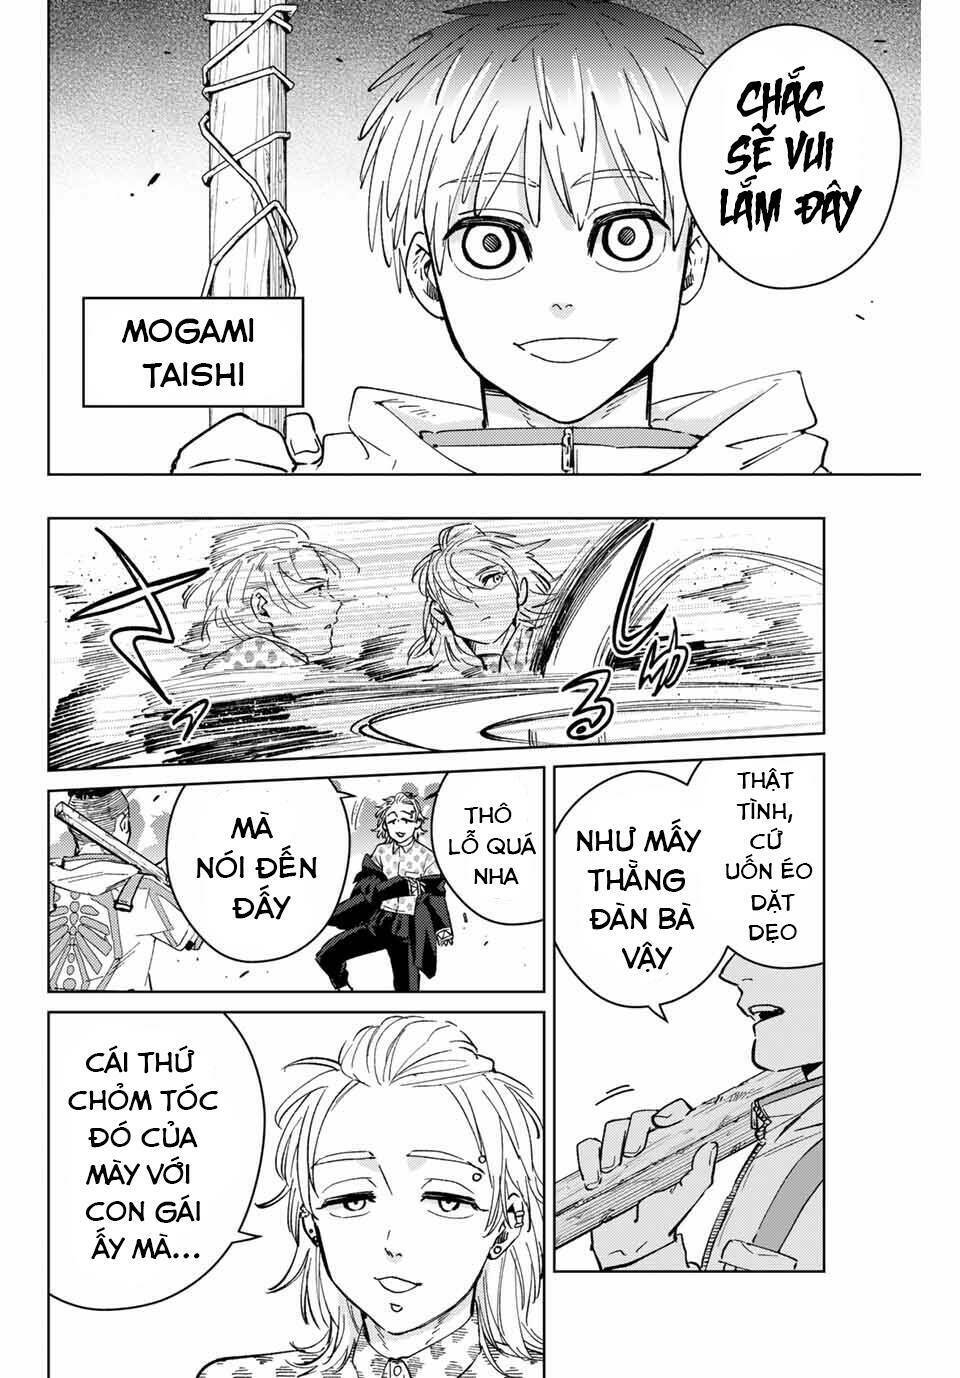 CHẮC
SẼ VUI
LẮM ĐÂY
MOGAMI
TAISHI
THẬT
TÌNH,
CỨ
UỐN ÉO
DẶT
DẸO
NHƯ MẤY
THẰNG
ĐÀN BÀ
VẬY
THÔ
LỖ QUÁ
NHA
MÀ
NÓI ĐẾN
ĐẤY
CÁI THỨ
CHỎM TÓC
ĐÓ CỦA
MÀY VỚI
CON GÁI
ẤY MÀ...